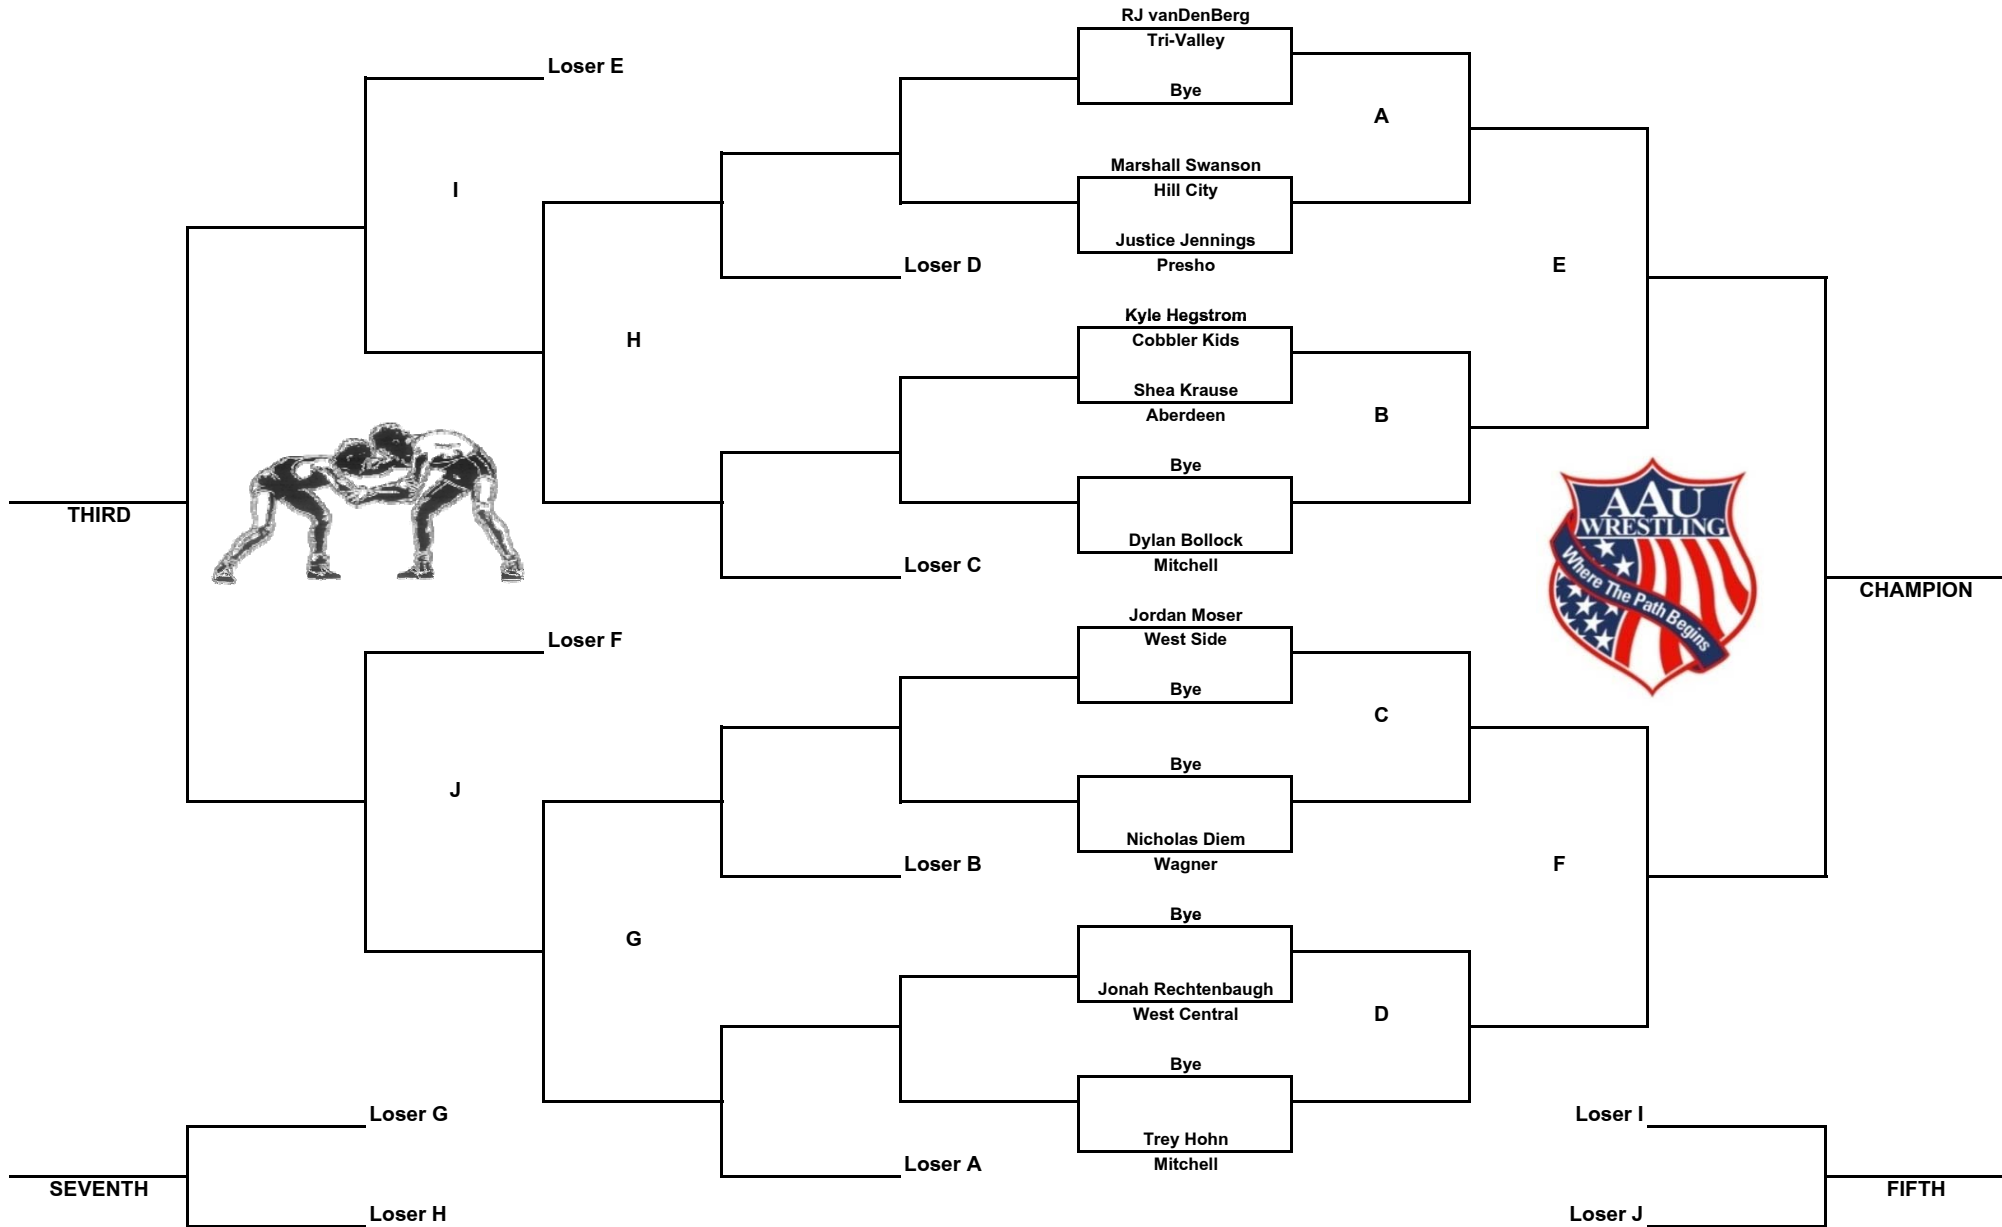 RJ vanDenBerg
Tri-Valley
Loser E
Bye
A
Marshall Swanson
I
Hill City
Justice Jennings
Loser D
Presho
E
Kyle Hegstrom
H
Cobbler Kids
Shea Krause
Aberdeen
B
Bye
AAU
WRESTLING
Where The Path Begins
THIRD
Dylan Bollock
Loser C
Mitchell
CHAMPION
Jordan Moser
Loser F
West Side
Bye
C
Bye
J
Nicholas Diem
Loser B
Wagner
F
Bye
G
Jonah Rechtenbaugh
West Central
D
Bye
Loser G
Loser I
Trey Hohn
Loser A
Mitchell
SEVENTH
FIFTH
Loser H
Loser J